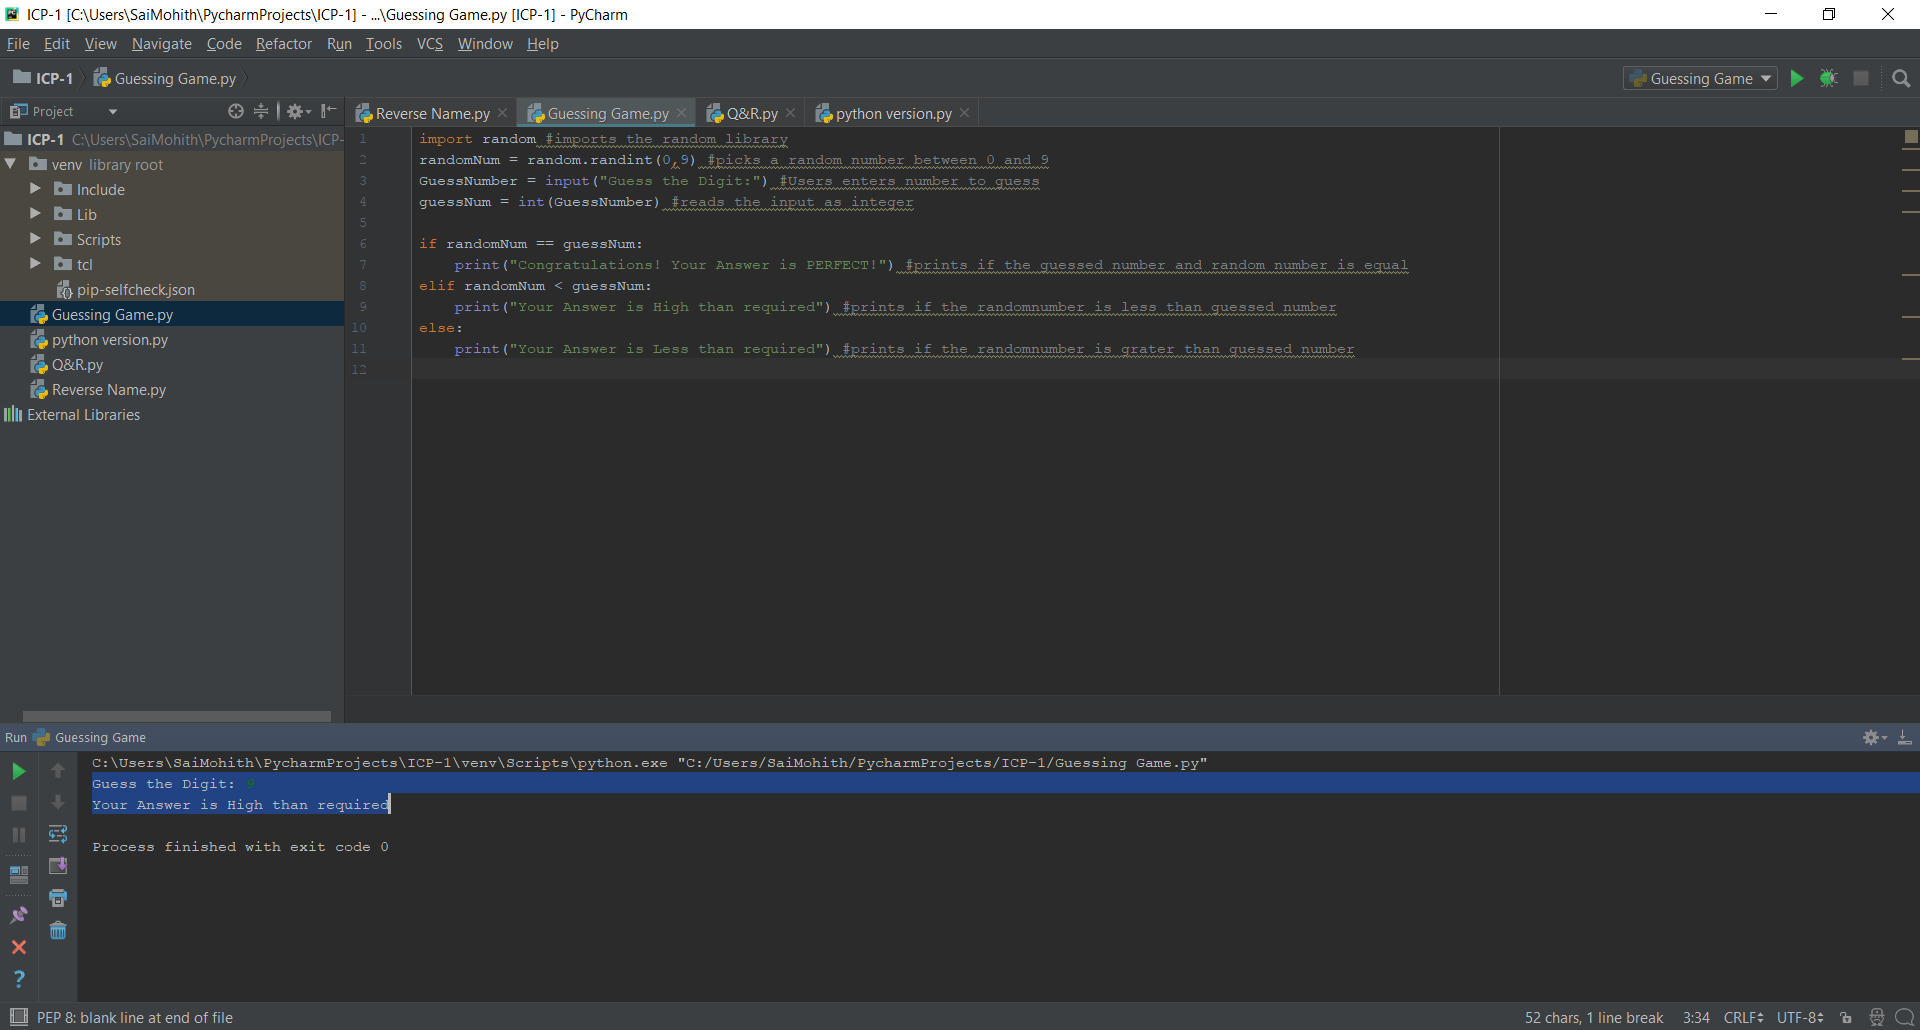 ICP-1 [C:\Users\SaiMohith\PycharmProjects\ICP-1] - ...\Guessing Game.py [ICP-1] - PyCharm
File Edit View Navigate Code Refactor Run Tools VCS Window Help
ICP-1 Guessing Game.py
Guessing Game
Project
Reverse Name.py Guessing Game.py Q&R.py python version.py
ICP-1 C:\Users\SaiMohith\PycharmProjects\ICP-
venv library root
Include
Lib
Scripts
tcl
pip-selfcheck.json
Guessing Game.py
python version.py
Q&R.py
Reverse Name.py
External Libraries
1 import random #imports the random library
2 randomNum = random.randint(0,9) #picks a random number between 0 and 9
3 GuessNumber = input("Guess the Digit:") #Users enters number to guess
4 guessNum = int(GuessNumber) #reads the input as integer
5
6 if randomNum == guessNum:
7 print("Congratulations! Your Answer is PERFECT!") #prints if the guessed number and random number is equal
8 elif randomNum < guessNum:
9 print("Your Answer is High than required") #prints if the randomnumber is less than guessed number
10 else:
11 print("Your Answer is Less than required") #prints if the randomnumber is grater than guessed number
12
Run Guessing Game
C:\Users\SaiMohith\PycharmProjects\ICP-1\venv\Scripts\python.exe "C:/Users/SaiMohith/PycharmProjects/ICP-1/Guessing Game.py"
Guess the Digit:
Your Answer is High than required
Process finished with exit code 0
PEP 8: blank line at end of file
52 chars, 1 line break 3:34 CRLF UTF-8